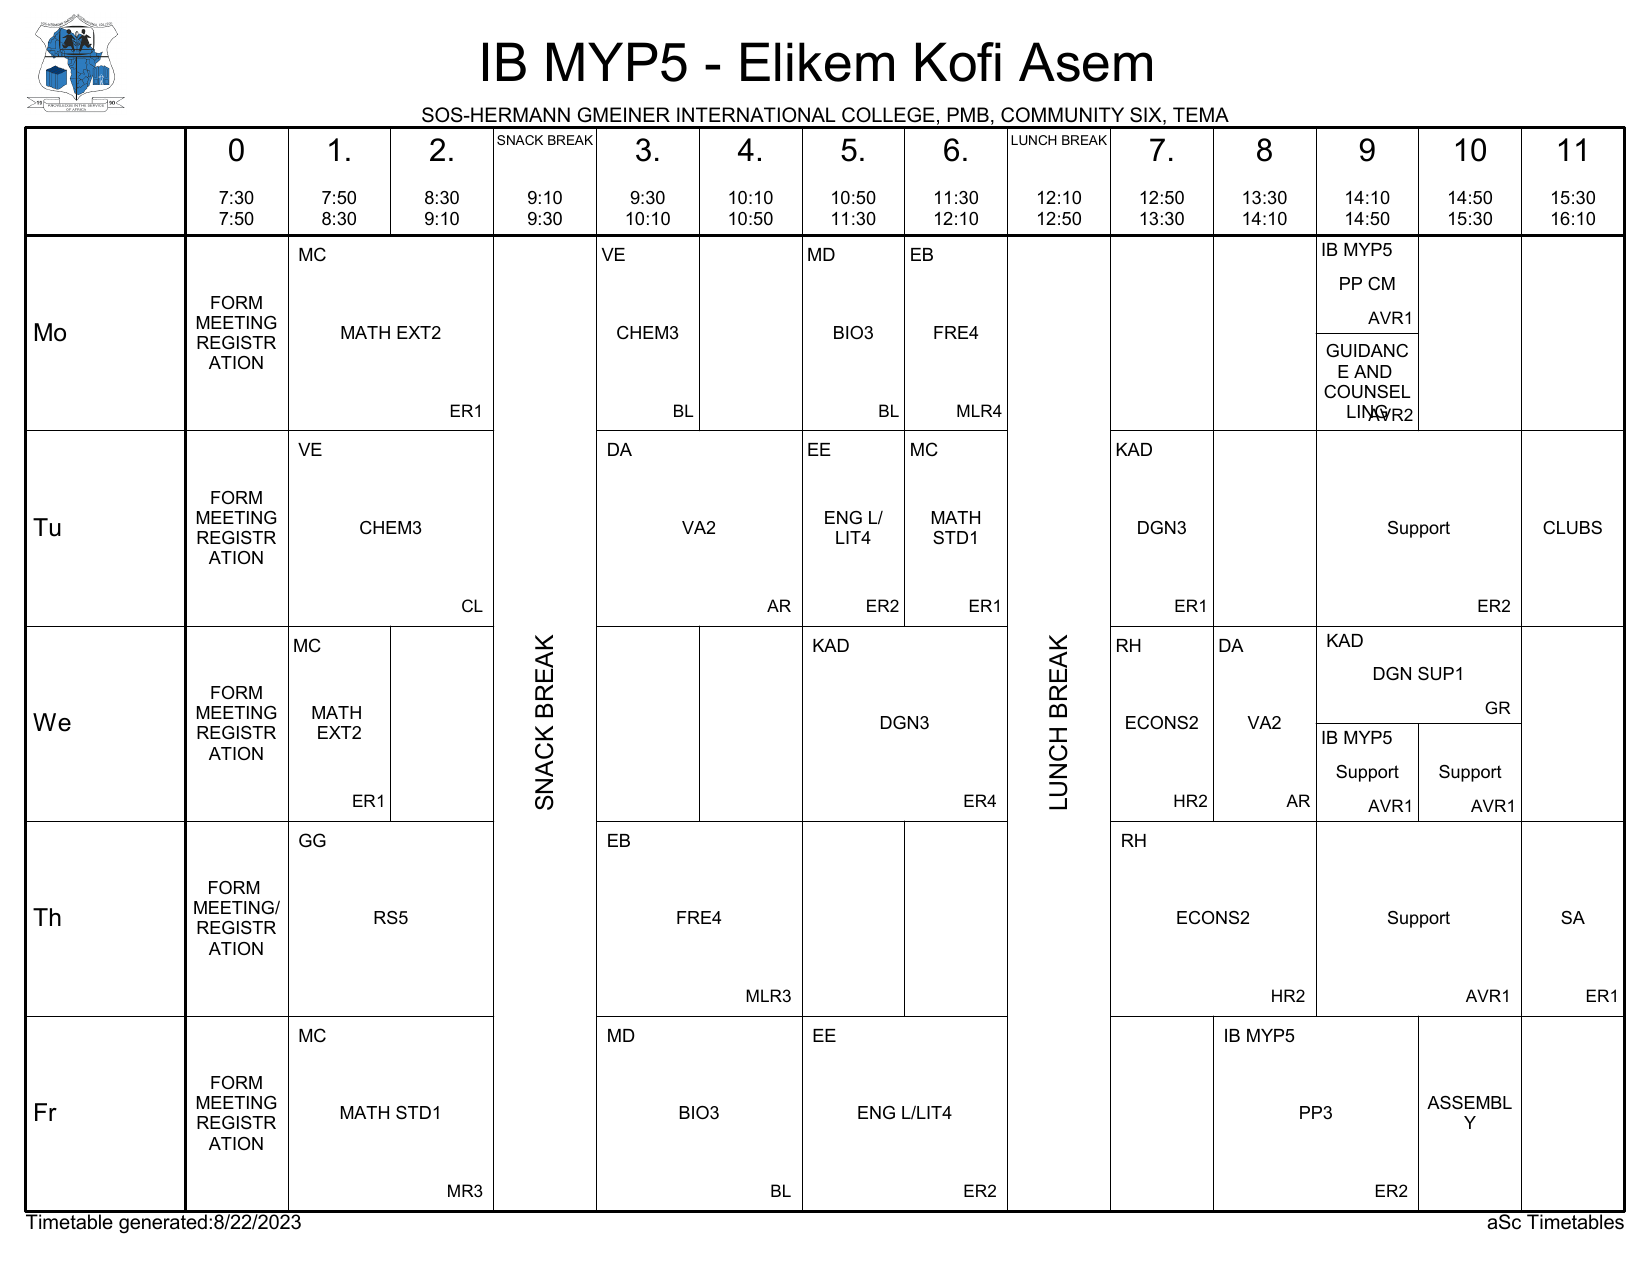 IB MYP5 - Elikem Kofi Asem
SOS-HERMANN GMEINER INTERNATIONAL COLLEGE, PMB, COMMUNITY SIX, TEMA
0 1. 2. SNACK BREAK 3. 4. 5. 6. LUNCH BREAK 7. 8 9 10 11
7:30 7:50 8:30 9:10 9:30 10:10 10:50 11:30 12:10 12:50 13:30 14:10 14:50 15:30
7:50 8:30 9:10 9:30 10:10 10:50 11:30 12:10 12:50 13:30 14:10 14:50 15:30 16:10
Mo
FORM
MEETING
REGISTR
ATION
MC
MATH EXT2
ER1
VE
CHEM3
BL
MD
BIO3
BL
EB
FRE4
MLR4
IB MYP5
PP CM
AVR1
GUIDANC
E AND
COUNSEL
LING
AVR2
Tu
FORM
MEETING
REGISTR
ATION
VE
CHEM3
CL
DA
VA2
AR
EE
ENG L/
LIT4
ER2
MC
MATH
STD1
ER1
KAD
DGN3
ER1
Support
ER2
CLUBS
We
FORM
MEETING
REGISTR
ATION
MC
MATH
EXT2
ER1
SNACK BREAK
KAD
DGN3
ER4
LUNCH BREAK
RH
ECONS2
HR2
DA
VA2
AR
KAD
DGN SUP1
GR
IB MYP5
Support
AVR1
Support
AVR1
Th
FORM
MEETING/
REGISTR
ATION
GG
RS5
EB
FRE4
MLR3
RH
ECONS2
HR2
Support
AVR1
SA
ER1
Fr
FORM
MEETING
REGISTR
ATION
MC
MATH STD1
MR3
MD
BIO3
BL
EE
ENG L/LIT4
ER2
IB MYP5
PP3
ER2
ASSEMBL
Y
Timetable generated:8/22/2023
aSc Timetables